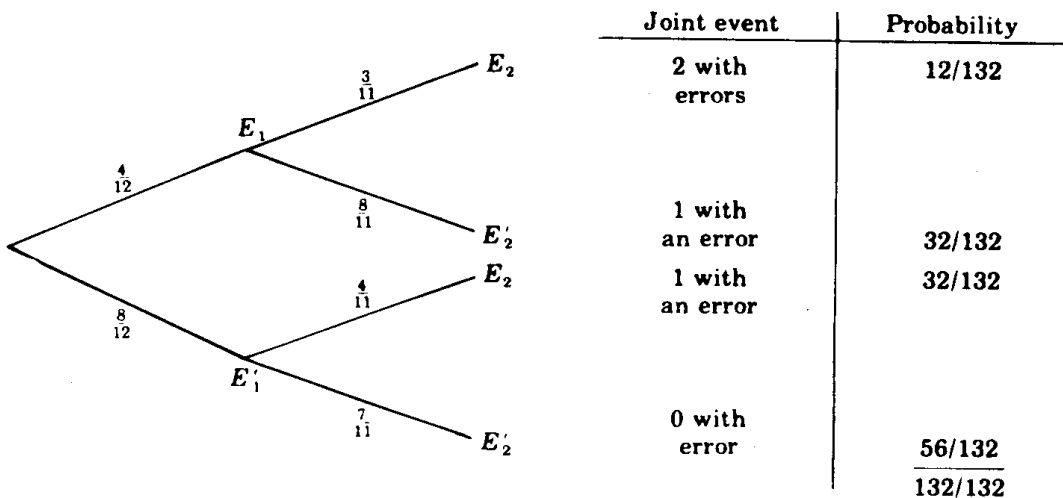 Joint event Probability
E₂
3/11
2 with 12/132
errors
E₁
4/12
8/11
1 with
E′₂ an error 32/132
E₂ 1 with 32/132
4/11
an error
8/12
E′₁
7/11
0 with
E′₂ error 56/132
132/132